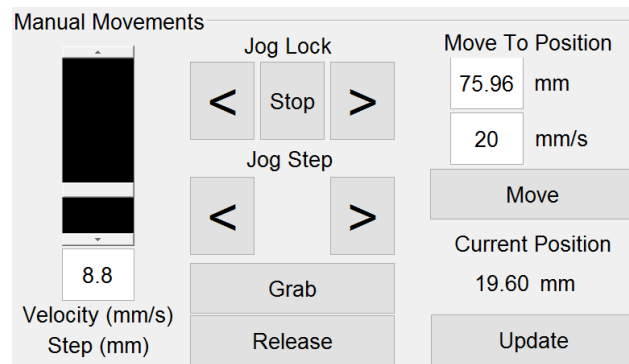 Manual Movements
8.8
Velocity (mm/s)
Step (mm)
Jog Lock
< Stop >
Jog Step
< >
Grab
Release
Move To Position
75.96 mm
20 mm/s
Move
Current Position
19.60 mm
Update